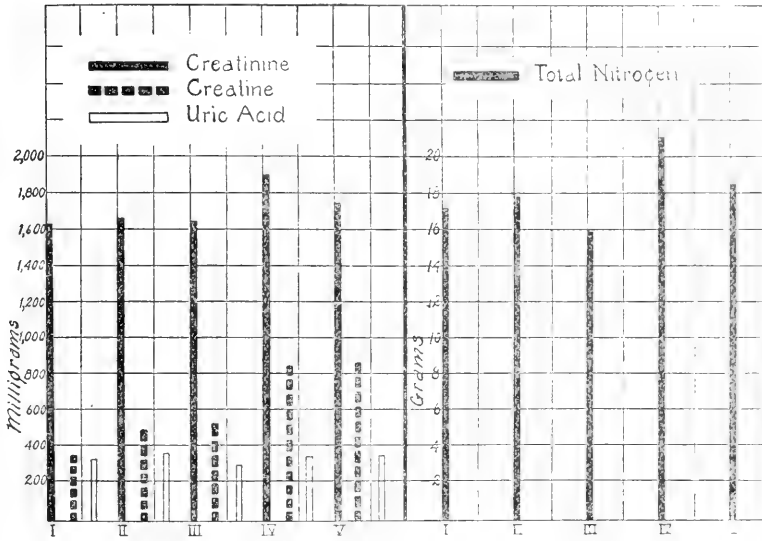 Creatinine
Creatine
Uric Acid
Total Nitrogen
2,000
1,800
1,600
1,400
1,200
1,000
800
600
400
200
Milligrams
I II III IV V
20
18
16
14
12
10
8
6
4
Grams
I II III IV